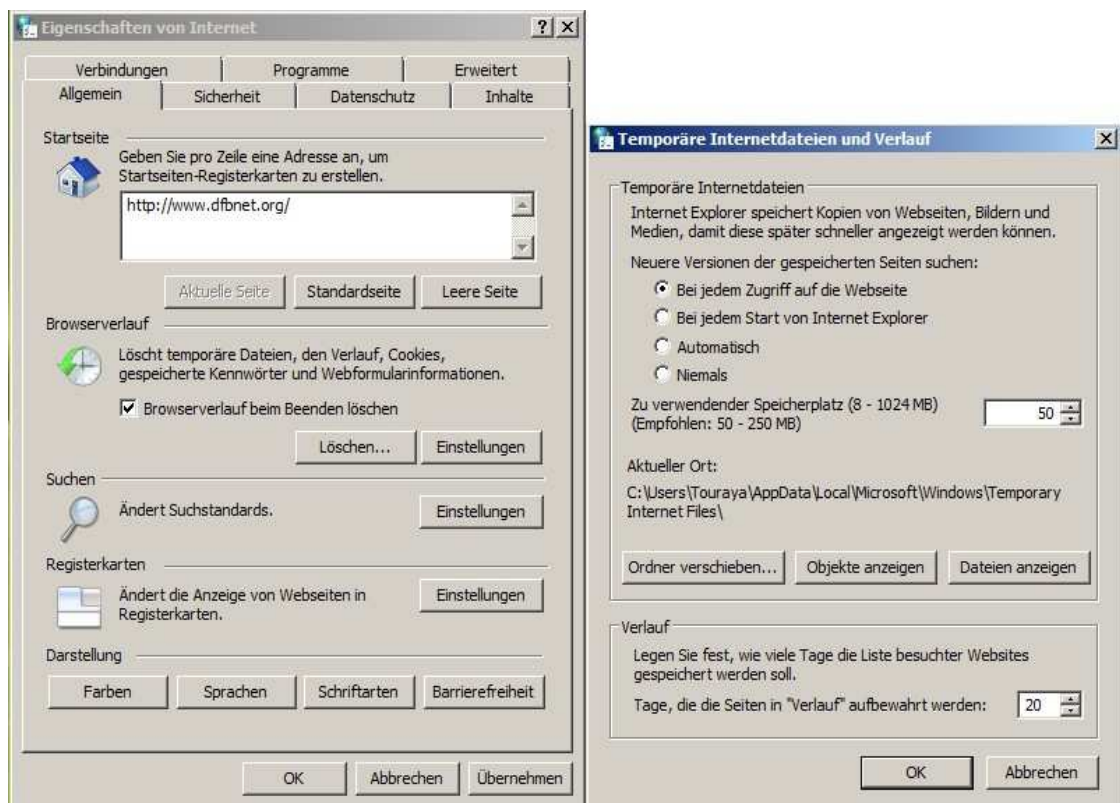 Eigenschaften von Internet
Verbindungen Programme Erweitert
Allgemein Sicherheit Datenschutz Inhalte
Startseite
Geben Sie pro Zeile eine Adresse an, um
Startseiten-Registerkarten zu erstellen.
http://www.dfbnet.org/
Aktuelle Seite Standardseite Leere Seite
Browserverlauf
Löscht temporäre Dateien, den Verlauf, Cookies,
gespeicherte Kennwörter und Webformularinformationen.
Browserverlauf beim Beenden löschen
Löschen... Einstellungen
Suchen
Ändert Suchstandards.
Einstellungen
Registerkarten
Ändert die Anzeige von Webseiten in
Registerkarten.
Einstellungen
Darstellung
Farben Sprachen Schriftarten Barrierefreiheit
OK Abbrechen Übernehmen
Temporäre Internetdateien und Verlauf
Temporäre Internetdateien
Internet Explorer speichert Kopien von Webseiten, Bildern und
Medien, damit diese später schneller angezeigt werden können.
Neuere Versionen der gespeicherten Seiten suchen:
Bei jedem Zugriff auf die Webseite
Bei jedem Start von Internet Explorer
Automatisch
Niemals
Zu verwendender Speicherplatz (8 - 1024 MB)
(Empfohlen: 50 - 250 MB)
50
Aktueller Ort:
C:\Users\Touraya\AppData\Local\Microsoft\Windows\Temporary
Internet Files\
Ordner verschieben... Objekte anzeigen Dateien anzeigen
Verlauf
Legen Sie fest, wie viele Tage die Liste besuchter Websites
gespeichert werden soll.
Tage, die die Seiten in "Verlauf" aufbewahrt werden: 20
OK Abbrechen